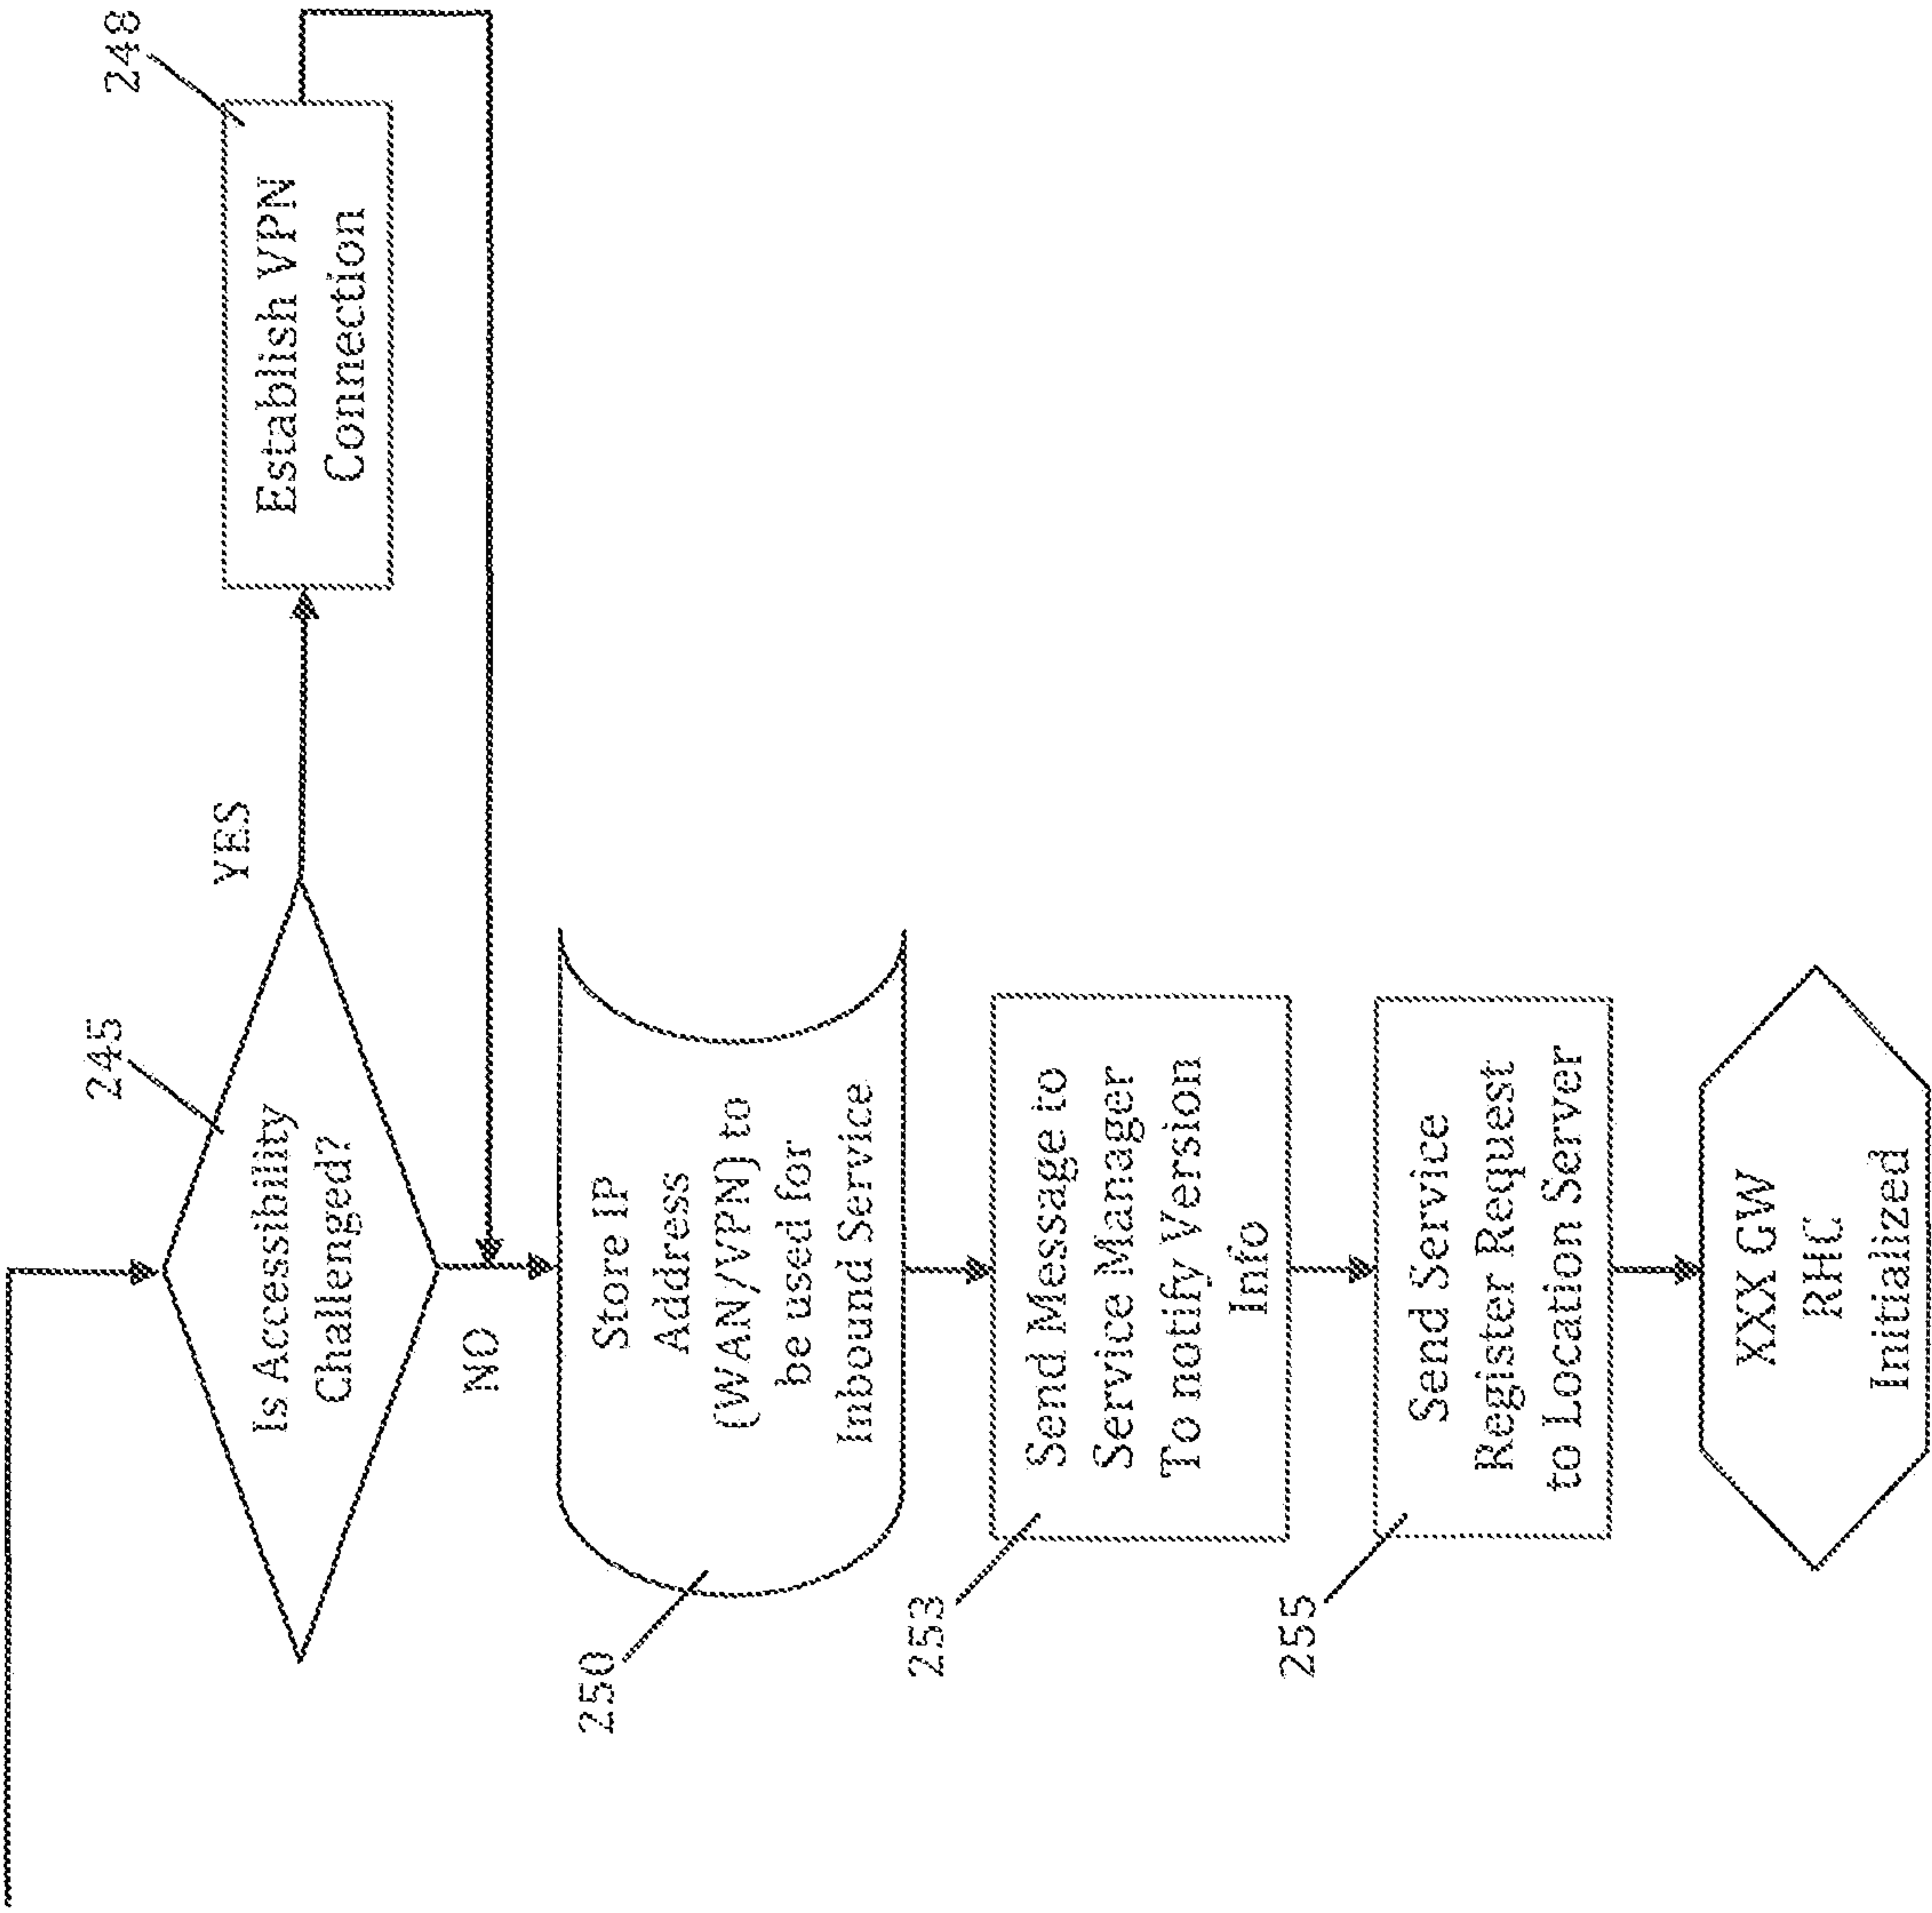 245
Is Accessibility
Challenged?
YES
248
Establish VPN
Connection
NO
250
Store IP
Address
(WAN/VPN) to
be used for
Inbound Service
253
Send Message to
Service Manager
To notify Version
Info
255
Send Service
Register Request
to Location Server
XXX GW
RHC
Initialized